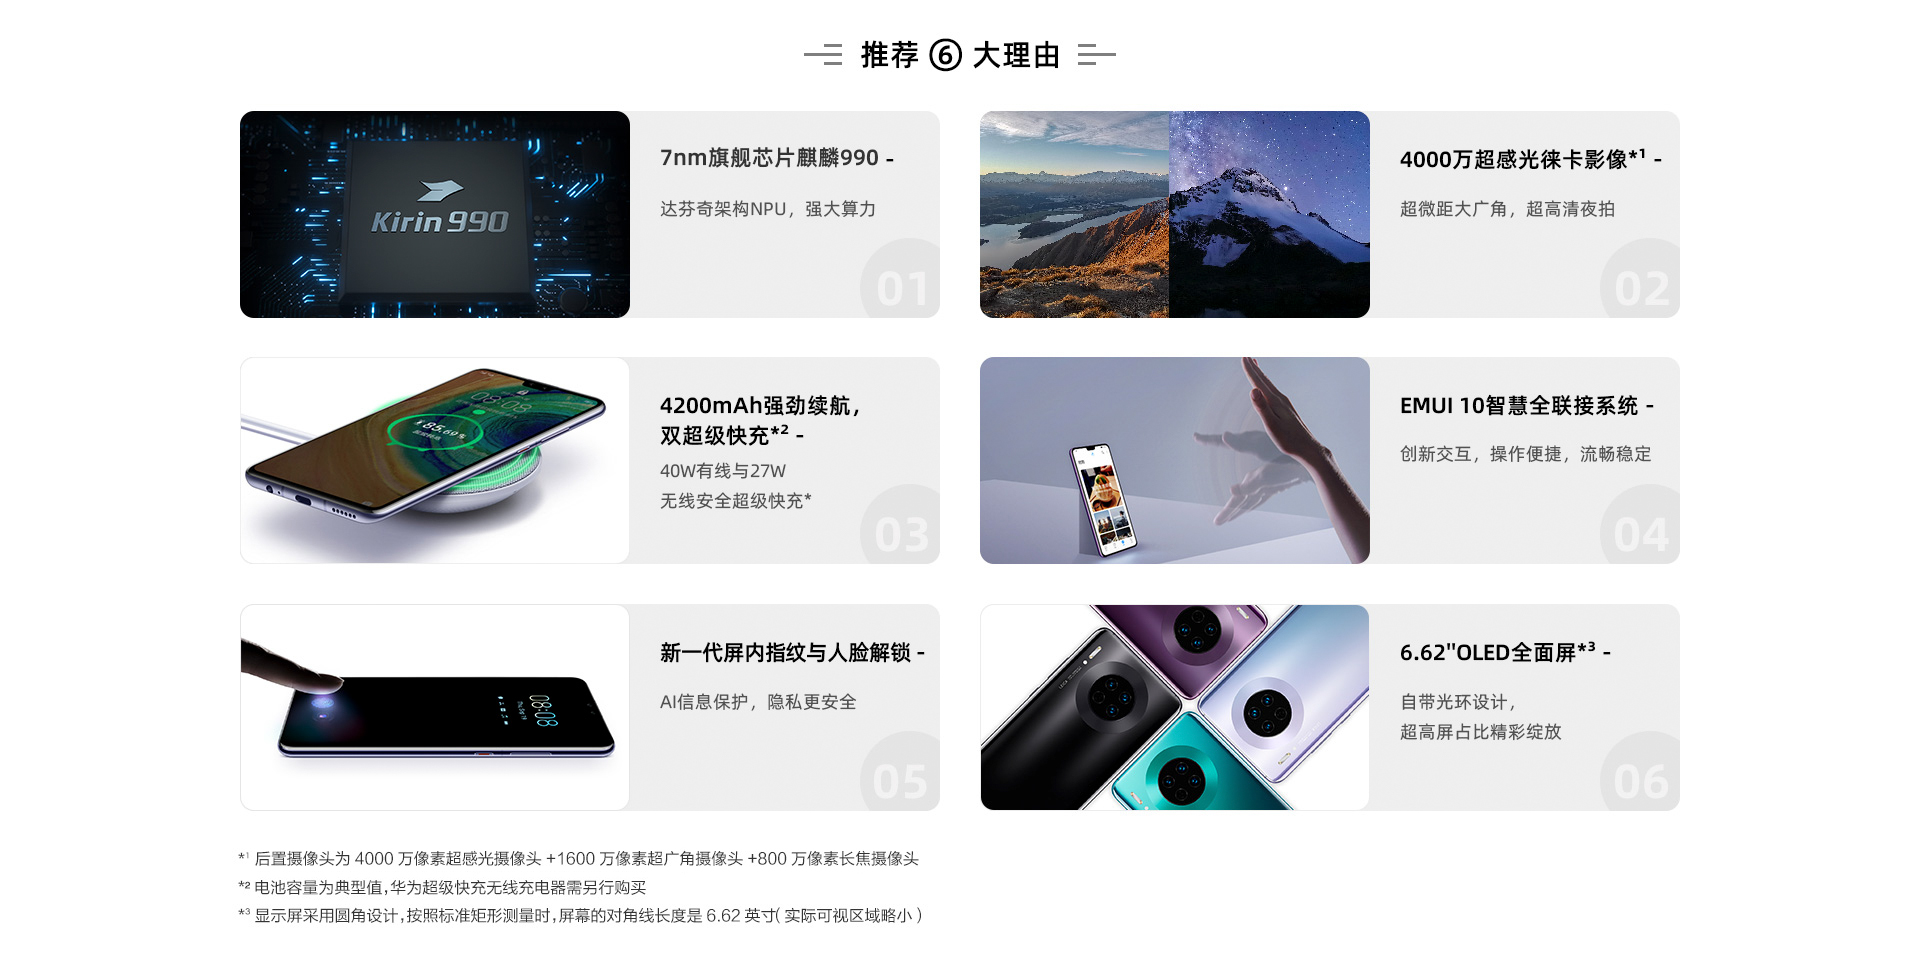 推荐 ⑥ 大理由
Kirin 990
7nm旗舰芯片麒麟990 -
达芬奇架构NPU，强大算力
01
4000万超感光徕卡影像*¹ -
超微距大广角，超高清夜拍
02
08:08
85.69%
4200mAh强劲续航，
双超级快充*² -
40W有线与27W
无线安全超级快充*
03
EMUI 10智慧全联接系统 -
创新交互，操作便捷，流畅稳定
04
08:08
新一代屏内指纹与人脸解锁 -
AI信息保护，隐私更安全
05
6.62"OLED全面屏*³ -
自带光环设计，
超高屏占比精彩绽放
06
*¹ 后置摄像头为 4000 万像素超感光摄像头 +1600 万像素超广角摄像头 +800 万像素长焦摄像头
*² 电池容量为典型值，华为超级快充无线充电器需另行购买
*³ 显示屏采用圆角设计，按照标准矩形测量时，屏幕的对角线长度是 6.62 英寸( 实际可视区域略小 )